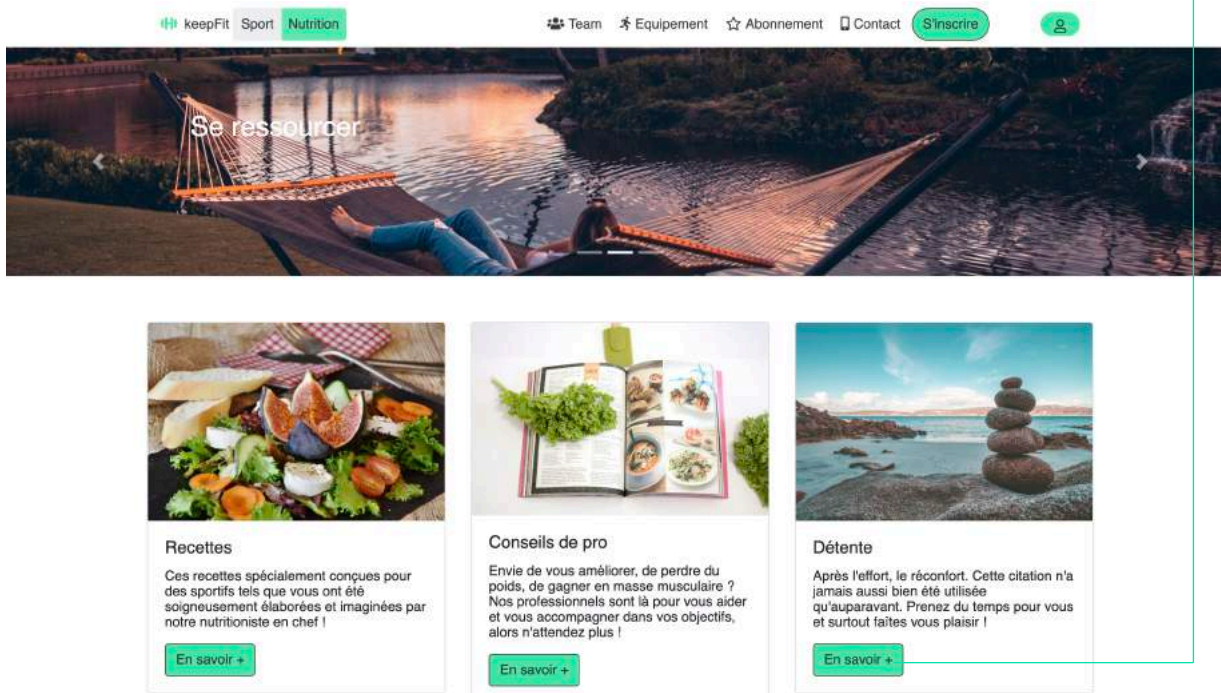 keepFit Sport Nutrition Team Equipement Abonnement Contact S'inscrire
Se ressourcer
Recettes
Ces recettes spécialement conçues pour
des sportifs tels que vous ont été
soigneusement élaborées et imaginées par
notre nutritioniste en chef !
En savoir +
Conseils de pro
Envie de vous améliorer, de perdre du
poids, de gagner en masse musculaire ?
Nos professionnels sont là pour vous aider
et vous accompagner dans vos objectifs,
alors n'attendez plus !
En savoir +
Détente
Après l'effort, le réconfort. Cette citation n'a
jamais aussi bien été utilisée
qu'auparavant. Prenez du temps pour vous
et surtout faîtes vous plaisir !
En savoir +